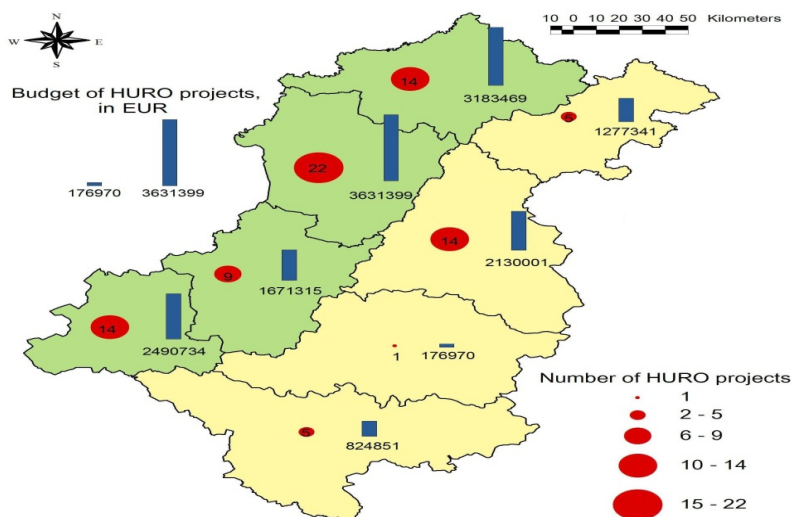 N
W E
S
10 0 10 20 30 40 50 Kilometers
Budget of HURO projects,
in EUR
176970
3631399
14
3183469
1277341
22
3631399
14
2130001
9
1671315
14
2490734
1
176970
5
824851
Number of HURO projects
1
2 - 5
6 - 9
10 - 14
15 - 22